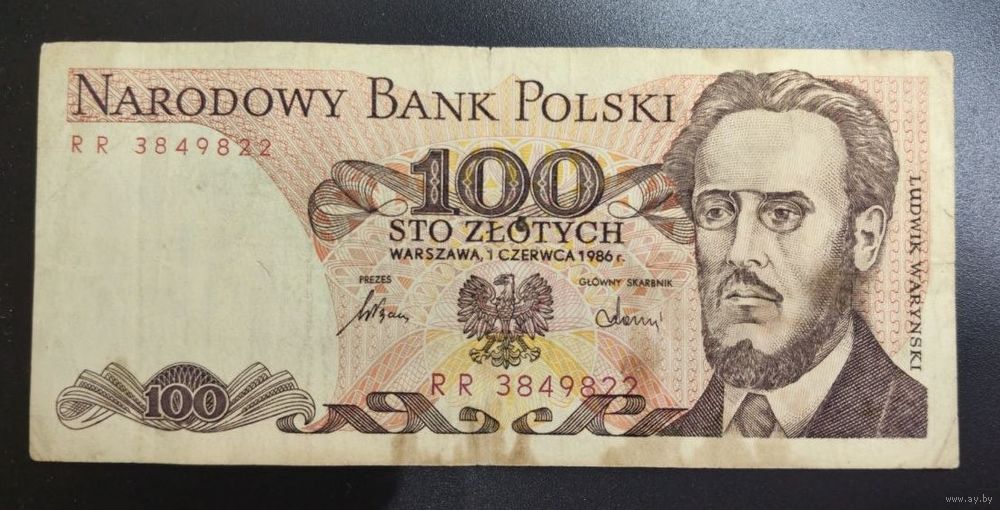 NARODOWY BANK POLSKI
RR 3849822
100
STO ZŁOTYCH
WARSZAWA, 1 CZERWCA 1986 r.
PREZES
GŁÓWNY SKARBNIK
RR 3849822
100
LUDWIK WARYŃSKI
www.ay.by